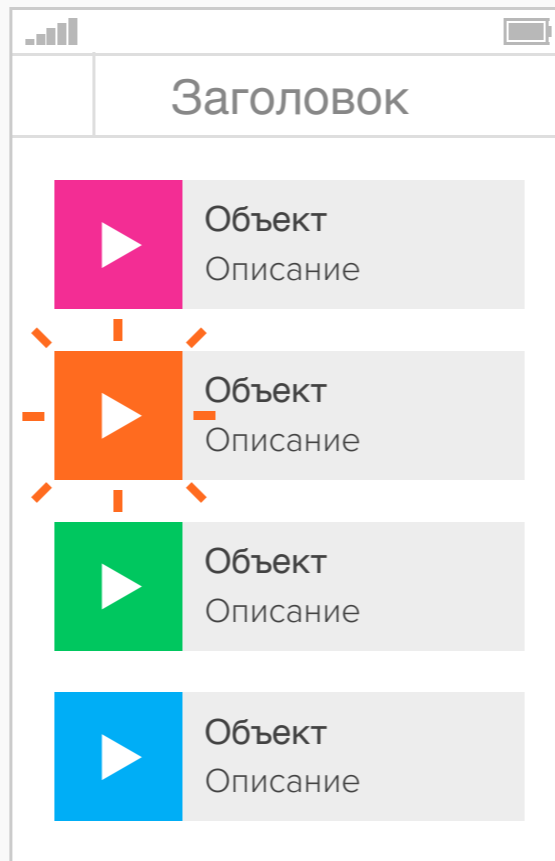 Заголовок
Объект
Описание
Объект
Описание
Объект
Описание
Объект
Описание